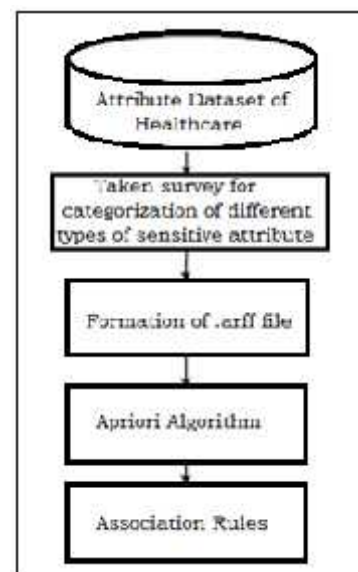 Attribute Dataset of
Healthcare
Taken survey for
categorization of different
types of sensitive attribute
Formation of .arff file
Apriori Algorithm
Association Rules